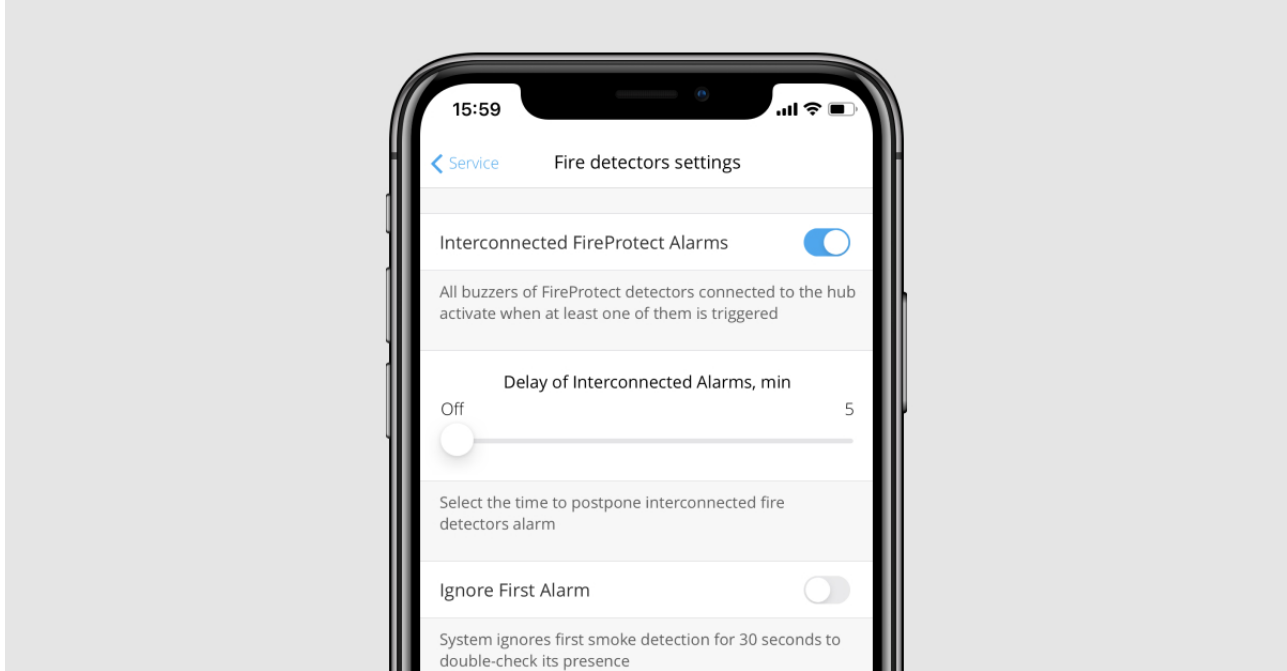 15:59
Service
Fire detectors settings
Interconnected FireProtect Alarms
All buzzers of FireProtect detectors connected to the hub
activate when at least one of them is triggered
Delay of Interconnected Alarms, min
Off 5
Select the time to postpone interconnected fire
detectors alarm
Ignore First Alarm
System ignores first smoke detection for 30 seconds to
double-check its presence